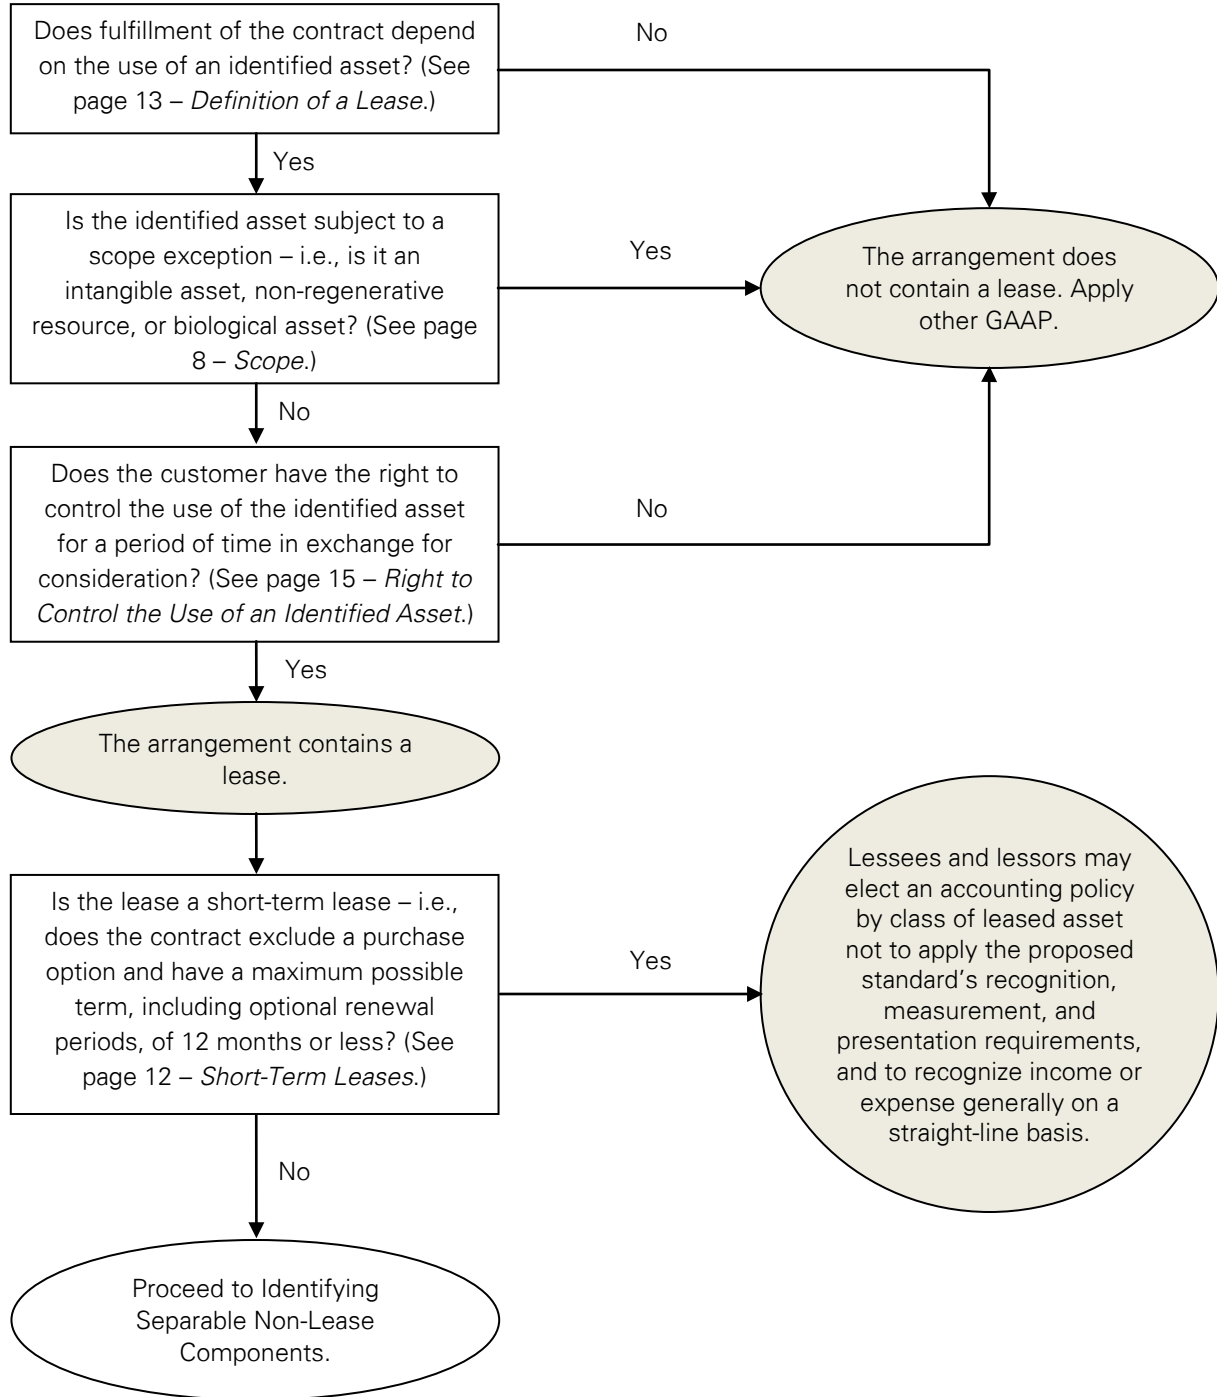 Does fulfillment of the contract depend
on the use of an identified asset? (See
page 13 – Definition of a Lease.)
No
Yes
Is the identified asset subject to a
scope exception – i.e., is it an
intangible asset, non-regenerative
resource, or biological asset? (See page
8 – Scope.)
Yes
The arrangement does
not contain a lease. Apply
other GAAP.
No
Does the customer have the right to
control the use of the identified asset
for a period of time in exchange for
consideration? (See page 15 – Right to
Control the Use of an Identified Asset.)
No
Yes
The arrangement contains a
lease.
Is the lease a short-term lease – i.e.,
does the contract exclude a purchase
option and have a maximum possible
term, including optional renewal
periods, of 12 months or less? (See
page 12 – Short-Term Leases.)
Yes
Lessees and lessors may
elect an accounting policy
by class of leased asset
not to apply the proposed
standard’s recognition,
measurement, and
presentation requirements,
and to recognize income or
expense generally on a
straight-line basis.
No
Proceed to Identifying
Separable Non-Lease
Components.